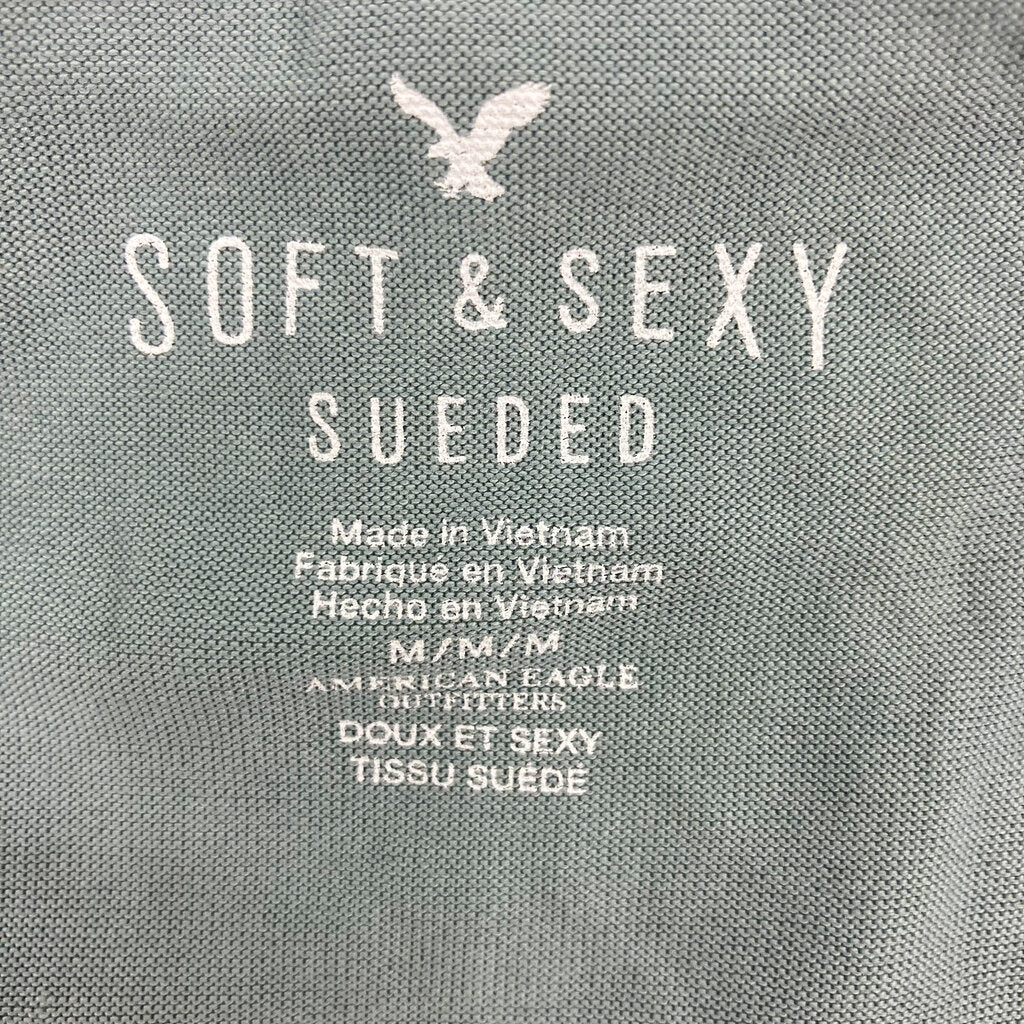 SOFT & SEXY
SUEDED
Made in Vietnam
Fabriqué en Vietnam
Hecho en Vietnam
M/M/M
AMERICAN EAGLE
OUTFITTERS
DOUX ET SEXY
TISSU SUÉDÉ